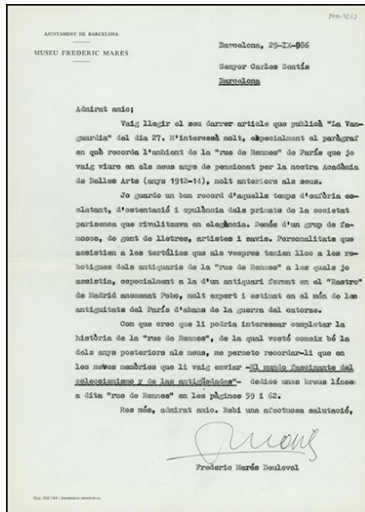 AJUNTAMENT DE BARCELONA
MUSEU FREDERIC MARÈS
Barcelona, 29-IX-986
Senyor Carles Sentís
Barcelona
Admirat amic;
Vaig llegir el seu darrer article que publicà "La Van-
guardia" del dia 27. M'interessà molt, especialment el paràgraf
en què recorda l'ambient de la "rue de Rennes" de París que jo
vaig viure en els meus anys de pensionat per la nostra Acadèmia
de Belles Arts (anys 1912-14), molt anteriors als seus.
Jo guardo un bon record d'aquells temps d'eufòria es-
clatant, d'ostentació i opulència dels primats de la societat
parisenca que rivalitzava en elegància. Demés d'un grup de fa-
mosos, de gent de lletres, artistes i savis. Personalitats que
assistien a les tertúlies que als vespres tenien lloc a les re-
botigues dels antiquaris de la "rue de Rennes" a les quals jo
assistia, especialment a la d'un antiquari format en el "Rastro"
de Madrid anomenat Pobo, molt expert i estimat en el món de les
antiguitats del París d'abans de la guerra del catorze.
Con que crec que li podria interessar completar la
història de la "rue de Rennes", de la qual vostè coneix bé la
dels anys posteriors als meus, me permeto recordar-li que en
les meves memòries que li vaig enviar -El mundo fascinante del
coleccionismo y de las antigüedades"- dedico unes breus línies
a dita "rue de Rennes" en les pàgines 59 i 62.
Res més, admirat amic. Rebi una afectuosa salutació,
Marés
Frederic Marés Deulovol